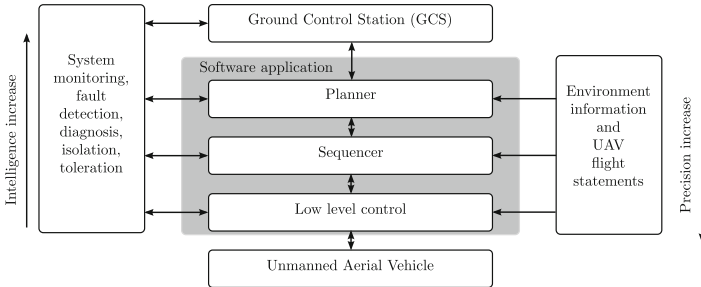 Ground Control Station (GCS)
Software application
Planner
Sequencer
Low level control
Unmanned Aerial Vehicle
System
monitoring,
fault
detection,
diagnosis,
isolation,
toleration
Environment
information
and
UAV
flight
statements
Intelligence increase
Precision increase